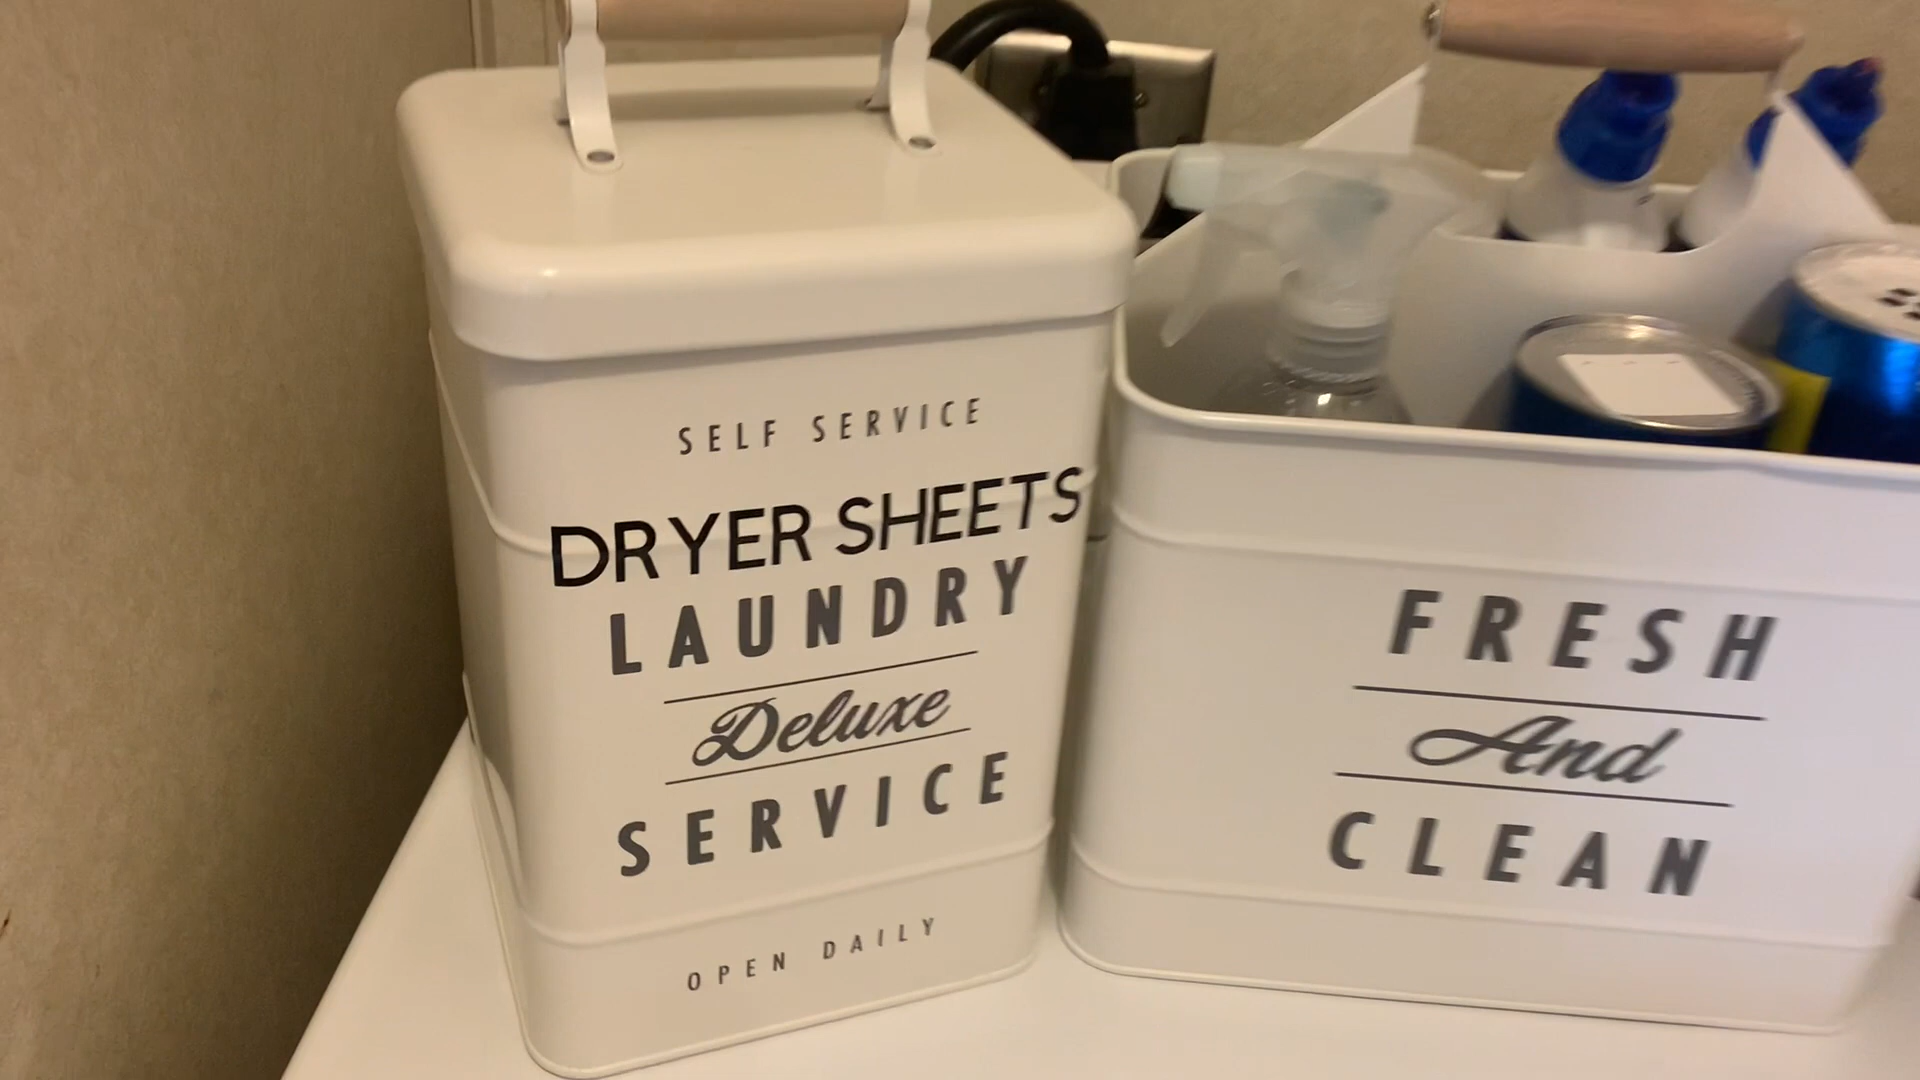 SELF SERVICE
DRYER SHEETS
LAUNDRY
Deluxe
SERVICE
OPEN DAILY
FRESH
And
CLEAN